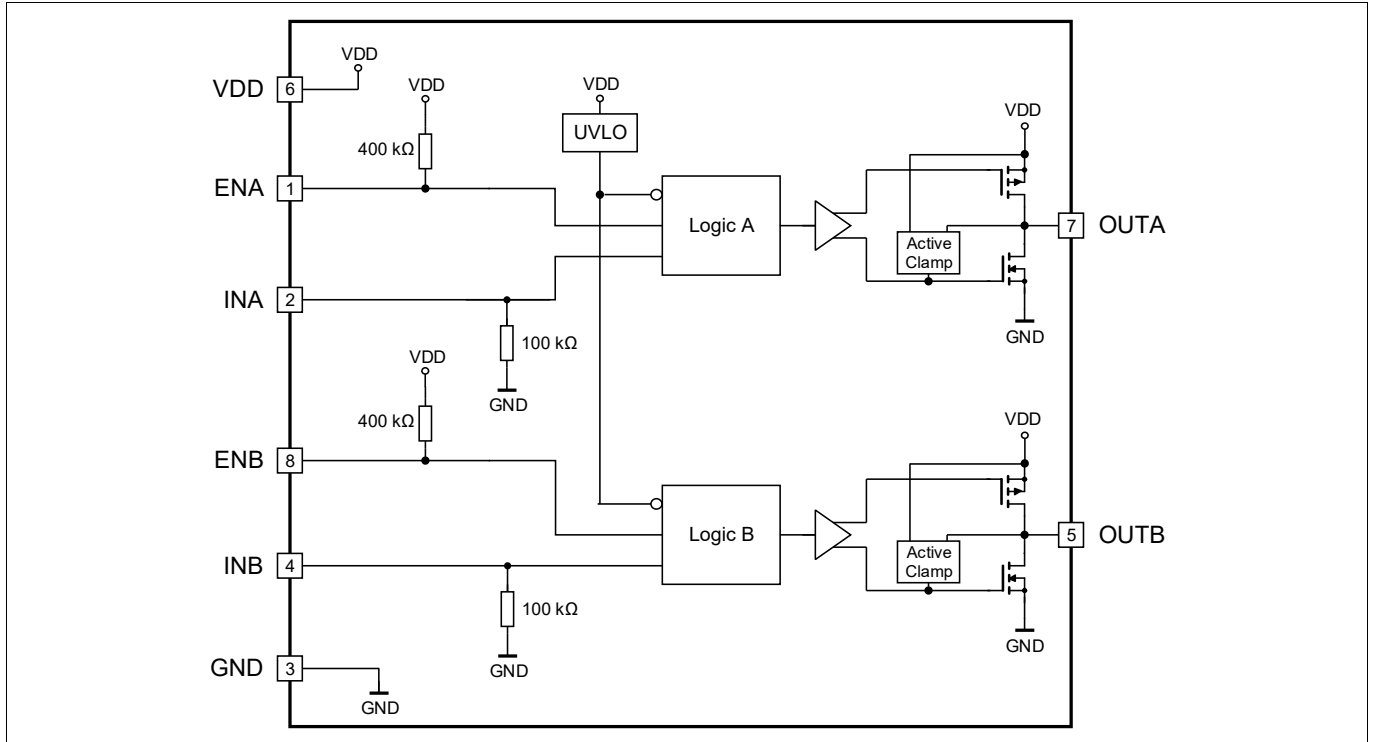 VDD
6
VDD
VDD
VDD
UVLO
VDD
400 kΩ
ENA
1
Logic A
Active
Clamp
7
OUTA
INA
2
100 kΩ
GND
GND
VDD
400 kΩ
VDD
ENB
8
Logic B
Active
Clamp
5
OUTB
INB
4
100 kΩ
GND
GND
GND
3
GND